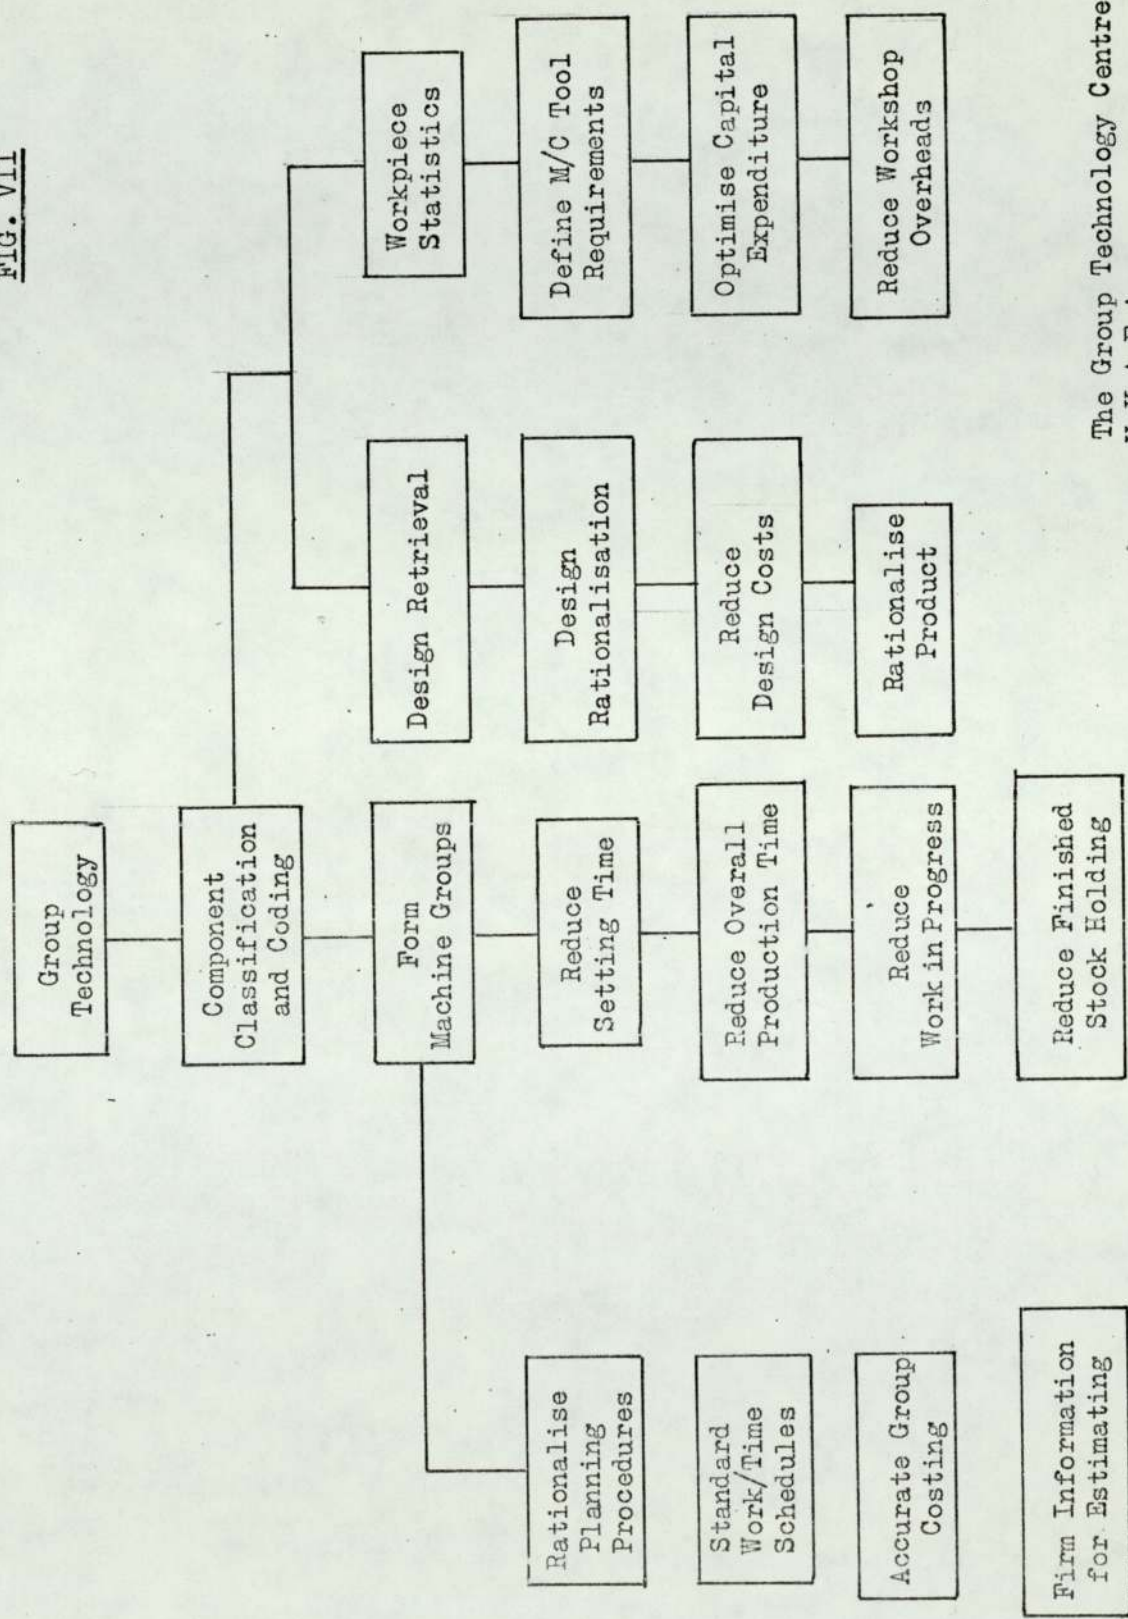 FIG. VII
Group
Technology
Component
Classification
and Coding
Form
Machine Groups
Design Retrieval
Workpiece
Statistics
Rationalise
Planning
Procedures
Reduce
Setting Time
Design
Rationalisation
Define M/C Tool
Requirements
Standard
Work/Time
Schedules
Reduce Overall
Production Time
Reduce
Design Costs
Optimise Capital
Expenditure
Accurate Group
Costing
Reduce
Work in Progress
Rationalise
Product
Reduce Workshop
Overheads
Firm Information
for Estimating
Reduce Finished
Stock Holding
The Group Technology Centre